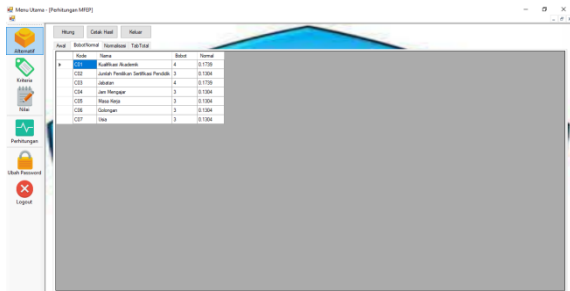 Menu Utama - [Perhitungan MFEP]
Hitung Cetak Hasil Keluar
Alternatif
Awal BobotNormal Normalisasi TabTotal
Kode Nama Bobot Normal
C01 Kualifikasi Akademik 4 0.1739
C02 Jumlah Pendidikan Sertifikasi Pendidik 3 0.1304
C03 Jabatan 4 0.1739
C04 Jam Mengajar 3 0.1304
C05 Masa Kerja 3 0.1304
C06 Golongan 3 0.1304
C07 Usia 3 0.1304
Kriteria
Nilai
Perhitungan
Ubah Password
Logout